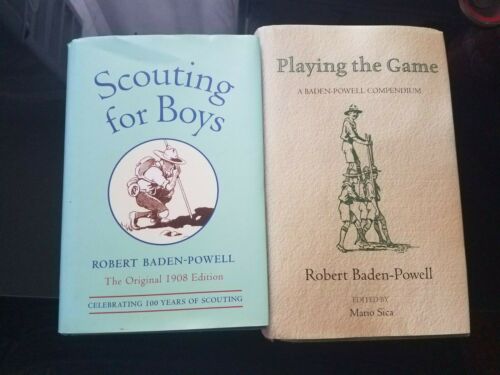 Scouting
for Boys
ROBERT BADEN-POWELL
The Original 1908 Edition
CELEBRATING 100 YEARS OF SCOUTING
Playing the Game
A BADEN-POWELL COMPENDIUM
Robert Baden-Powell
EDITED BY
Mario Sica